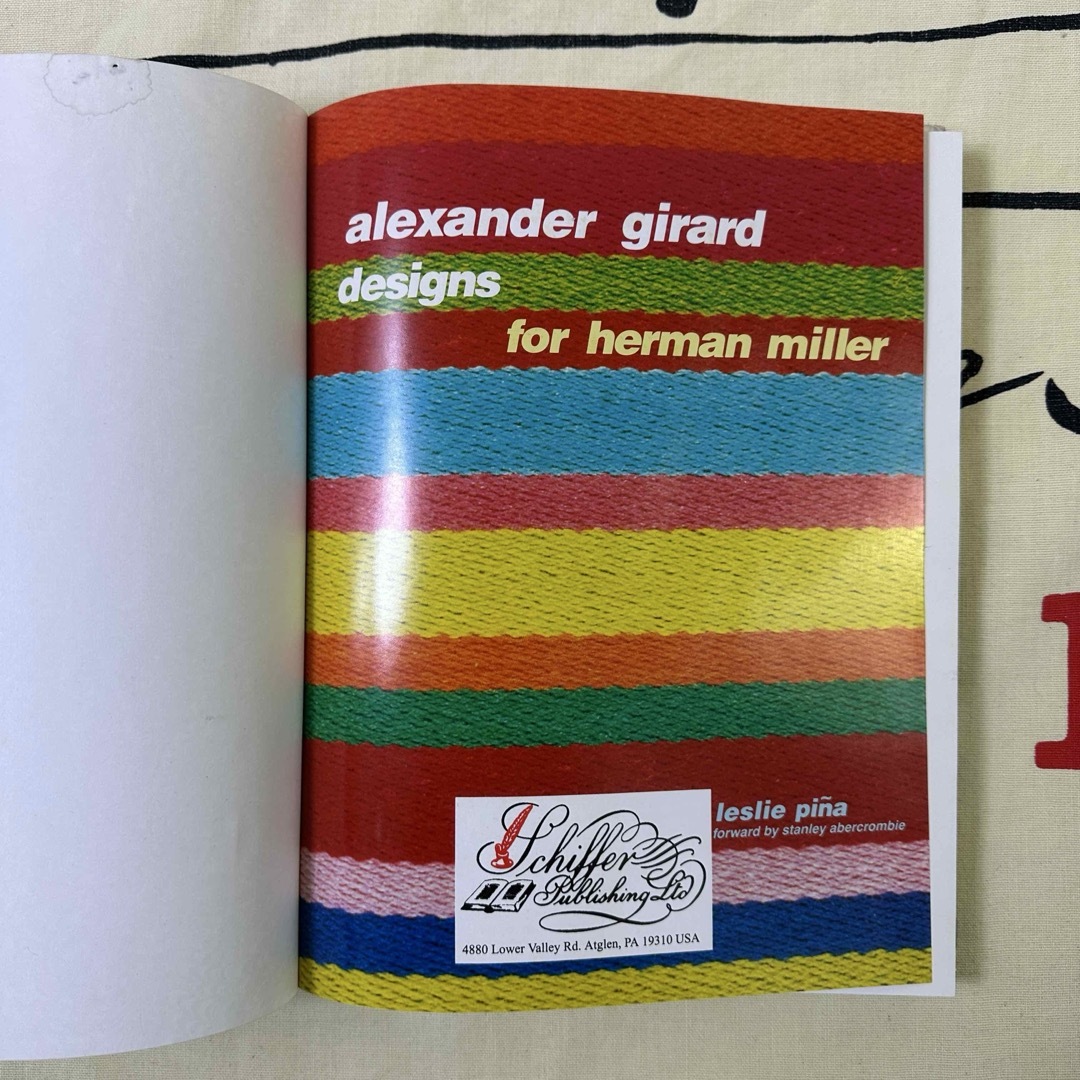 alexander girard
designs
for herman miller
leslie piña
forward by stanley abercrombie
Schiffer
Publishing Ltd
4880 Lower Valley Rd. Atglen, PA 19310 USA